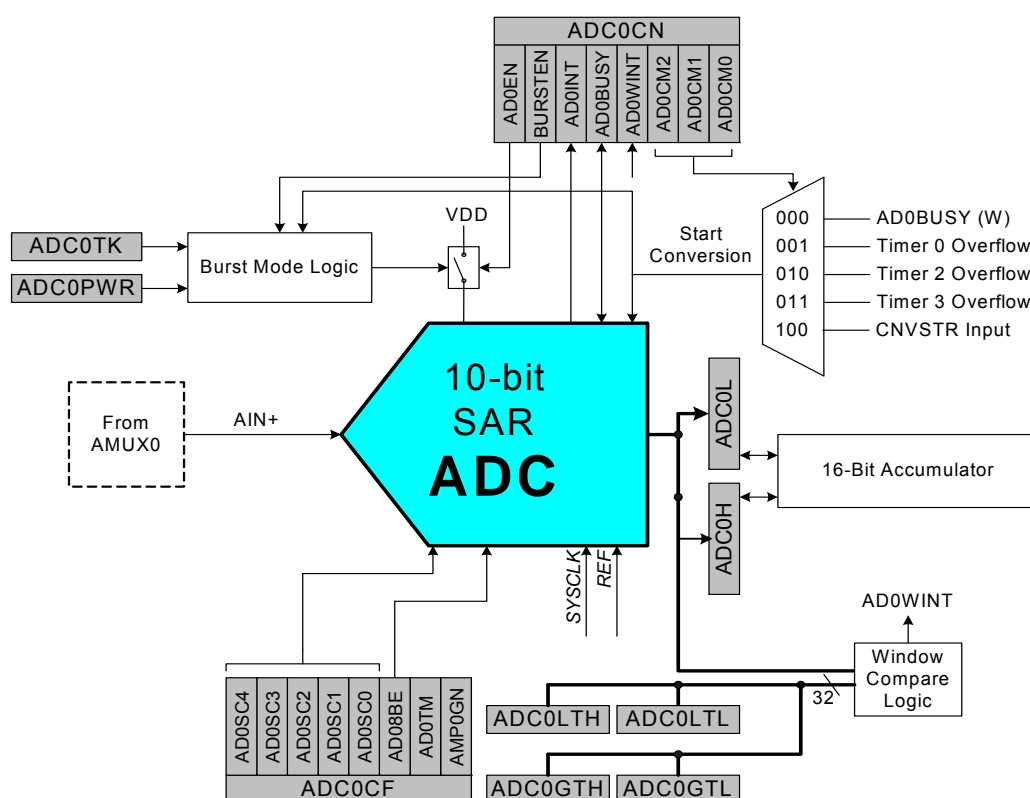 ADC0CN
AD0EN
BURSTEN
AD0INT
AD0BUSY
AD0WINT
AD0CM2
AD0CM1
AD0CM0
VDD
Start
Conversion
000
001
010
011
100
AD0BUSY (W)
Timer 0 Overflow
Timer 2 Overflow
Timer 3 Overflow
CNVSTR Input
ADC0TK
ADC0PWR
Burst Mode Logic
From
AMUX0
AIN+
10-bit
SAR
ADC
ADC0L
ADC0H
16-Bit Accumulator
SYSCLK
REF
AD0WINT
Window
Compare
Logic
32
AD0SC4
AD0SC3
AD0SC2
AD0SC1
AD0SC0
AD08BE
AD0TM
AMP0GN
ADC0CF
ADC0LTH
ADC0LTL
ADC0GTH
ADC0GTL